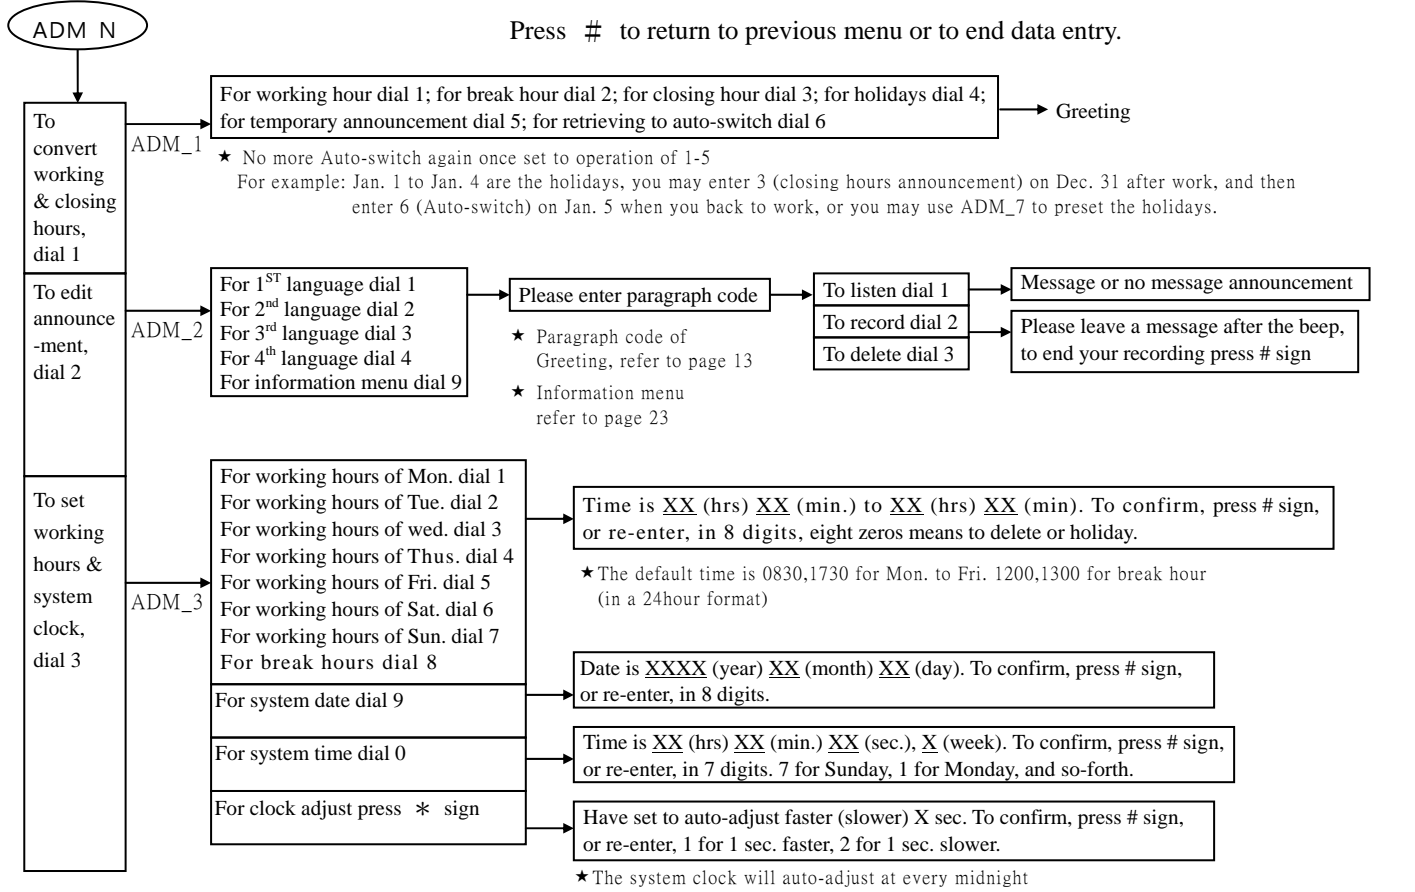 ADM N
Press # to return to previous menu or to end data entry.
To
convert
working
& closing
hours,
dial 1
ADM_1
For working hour dial 1; for break hour dial 2; for closing hour dial 3; for holidays dial 4;
for temporary announcement dial 5; for retrieving to auto-switch dial 6
Greeting
★ No more Auto-switch again once set to operation of 1-5
For example: Jan. 1 to Jan. 4 are the holidays, you may enter 3 (closing hours announcement) on Dec. 31 after work, and then
enter 6 (Auto-switch) on Jan. 5 when you back to work, or you may use ADM_7 to preset the holidays.
To edit
announce
-ment,
dial 2
ADM_2
For 1ST language dial 1
For 2nd language dial 2
For 3rd language dial 3
For 4th language dial 4
For information menu dial 9
Please enter paragraph code
★ Paragraph code of
Greeting, refer to page 13
★ Information menu
refer to page 23
To listen dial 1
To record dial 2
To delete dial 3
Message or no message announcement
Please leave a message after the beep,
to end your recording press # sign
To set
working
hours &
system
clock,
dial 3
ADM_3
For working hours of Mon. dial 1
For working hours of Tue. dial 2
For working hours of wed. dial 3
For working hours of Thus. dial 4
For working hours of Fri. dial 5
For working hours of Sat. dial 6
For working hours of Sun. dial 7
For break hours dial 8
Time is XX (hrs) XX (min.) to XX (hrs) XX (min). To confirm, press # sign,
or re-enter, in 8 digits, eight zeros means to delete or holiday.
★ The default time is 0830,1730 for Mon. to Fri. 1200,1300 for break hour
(in a 24hour format)
For system date dial 9
Date is XXXX (year) XX (month) XX (day). To confirm, press # sign,
or re-enter, in 8 digits.
For system time dial 0
Time is XX (hrs) XX (min.) XX (sec.), X (week). To confirm, press # sign,
or re-enter, in 7 digits. 7 for Sunday, 1 for Monday, and so-forth.
For clock adjust press * sign
Have set to auto-adjust faster (slower) X sec. To confirm, press # sign,
or re-enter, 1 for 1 sec. faster, 2 for 1 sec. slower.
★ The system clock will auto-adjust at every midnight